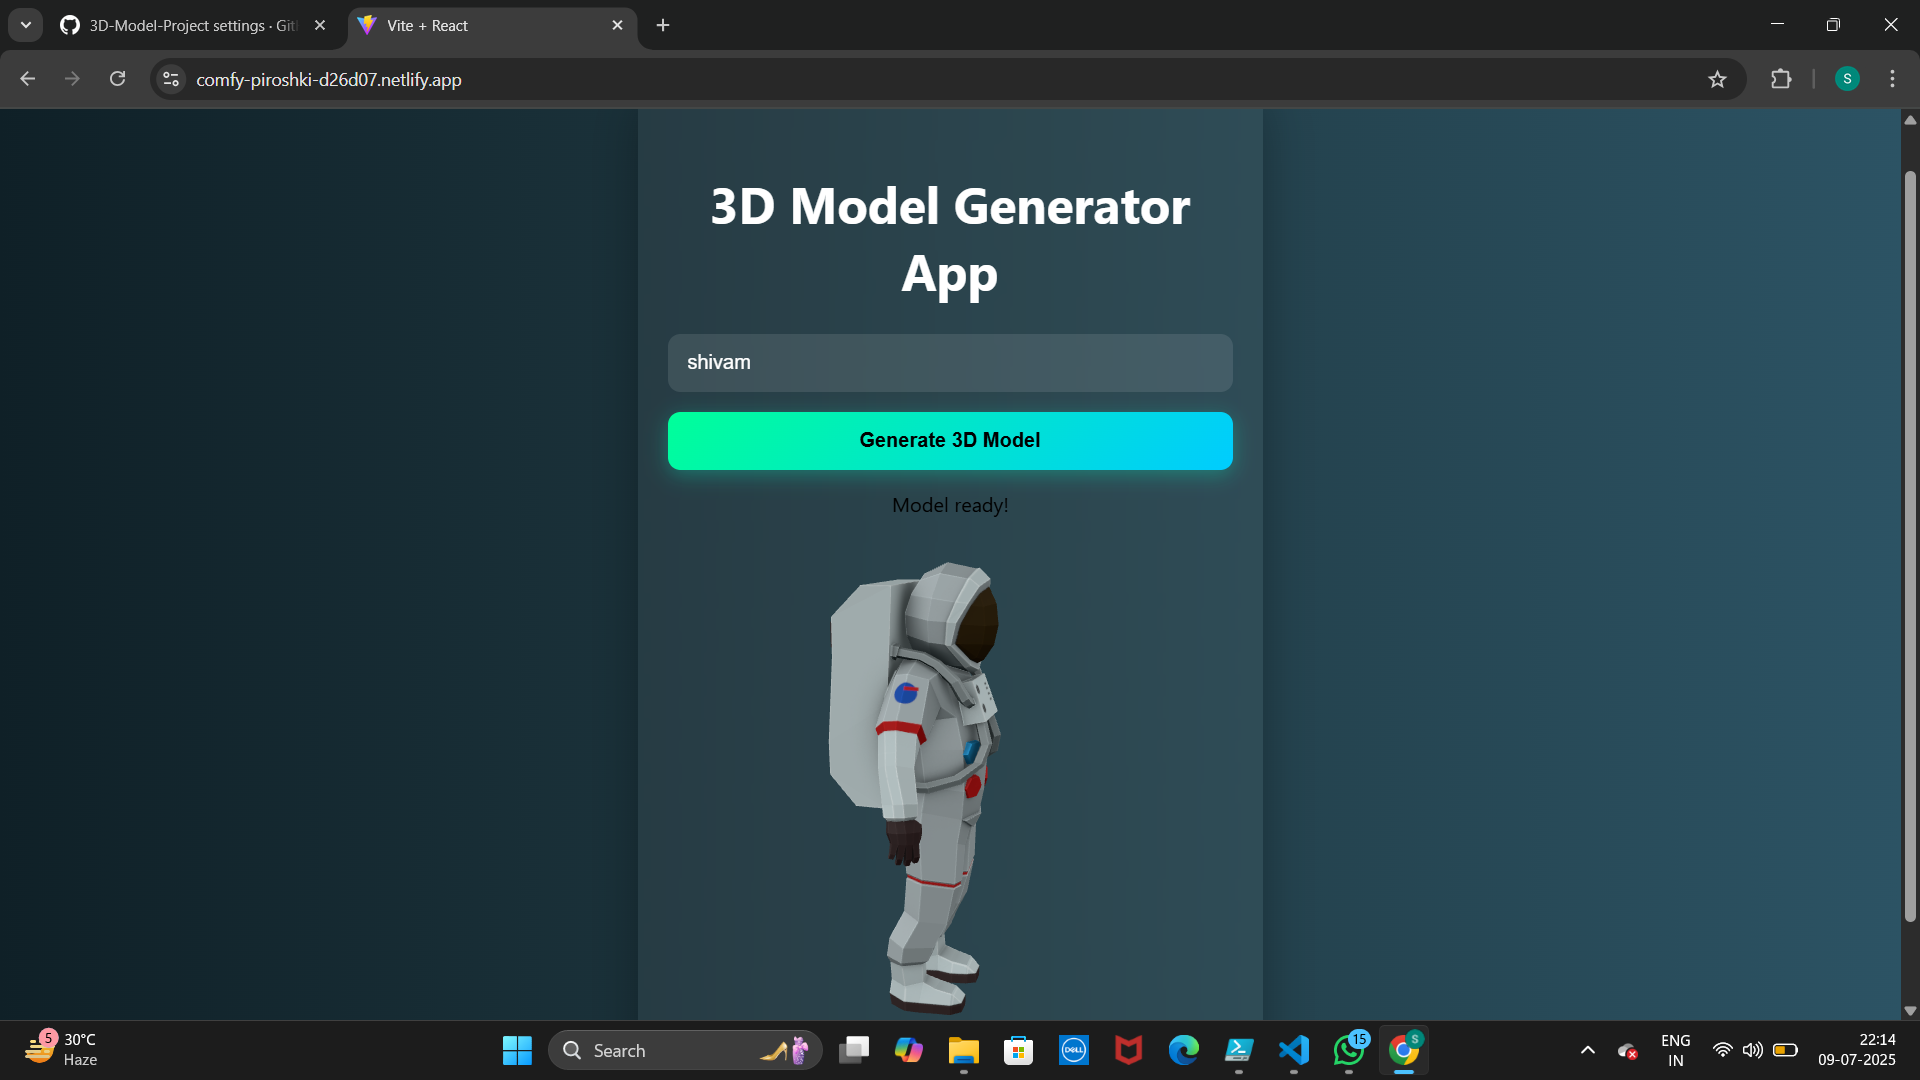 3D-Model-Project settings · Git
Vite + React
comfy-piroshki-d26d07.netlify.app
S
3D Model Generator
App
shivam
Generate 3D Model
Model ready!
5
30°C
Haze
Search
DELL
15
S
ENG
IN
22:14
09-07-2025